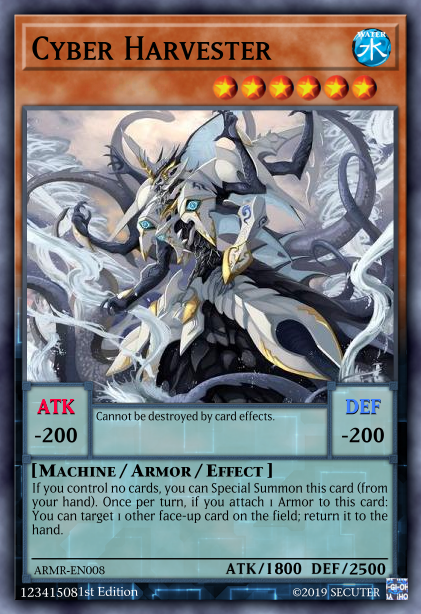 CYBER HARVESTER
WATER
水
ATK
-200
Cannot be destroyed by card effects.
DEF
-200
[MACHINE / ARMOR / EFFECT ]
If you control no cards, you can Special Summon this card (from
your hand). Once per turn, if you attach 1 Armor to this card:
You can target 1 other face-up card on the field; return it to the
hand.
ARMR-EN008
ATK/1800 DEF/2500
123415081st Edition
©2019 SECUTER